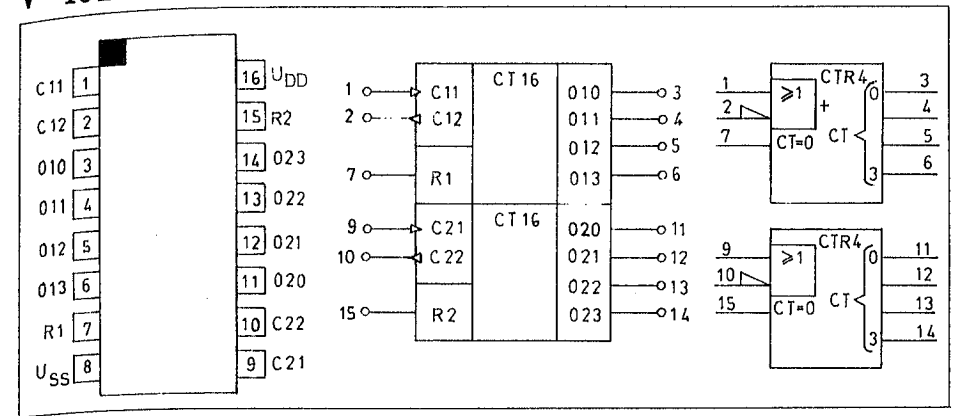 C11 1
C12 2
010 3
011 4
012 5
013 6
R1 7
USS 8
16 UDD
15 R2
14 023
13 022
12 021
11 020
10 C22
9 C21
1 C11 CT16 010 3
2 C12 011 4
012 5
7 R1 013 6
9 C21 CT16 020 11
10 C22 021 12
022 13
15 R2 023 14
1 ≥1 CTR4 0 3
2 + 4
7 CT=0 CT 5
3 6
9 ≥1 CTR4 0 11
10 12
15 CT=0 CT 13
3 14